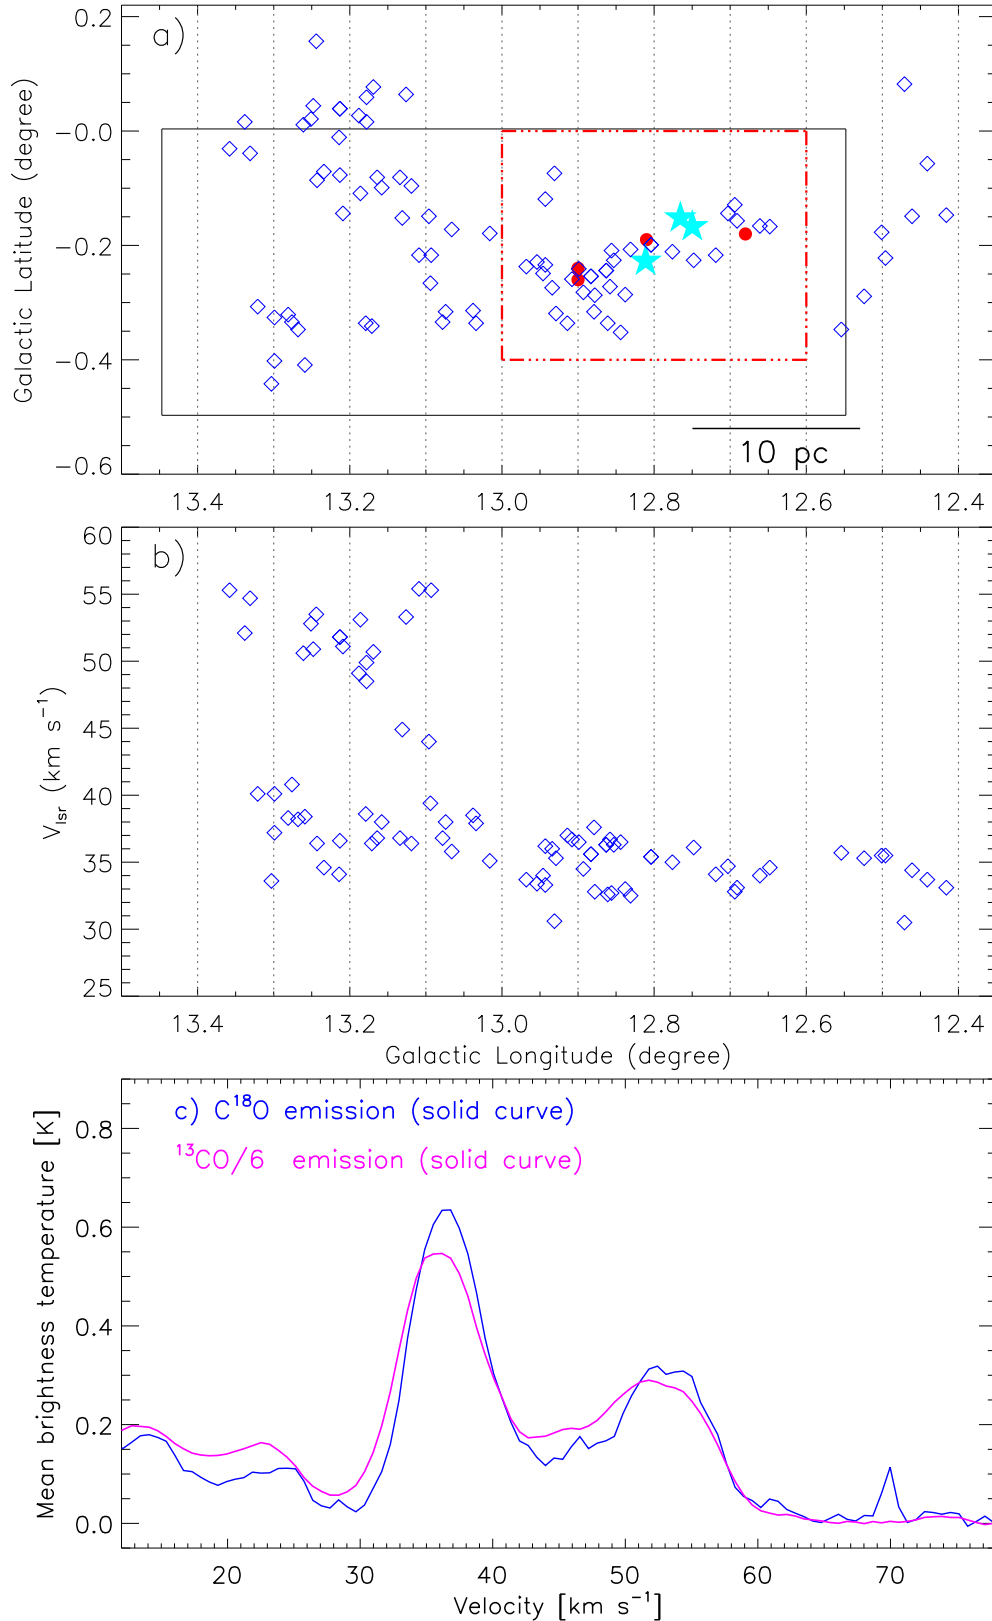 a)
0.2
−0.0
−0.2
−0.4
−0.6
Galactic Latitude (degree)
10 pc
13.4 13.2 13.0 12.8 12.6 12.4
b)
60
55
50
45
40
35
30
25
V_lsr (km s⁻¹)
13.4 13.2 13.0 12.8 12.6 12.4
Galactic Longitude (degree)
c) C¹⁸O emission (solid curve)
¹³CO/6 emission (solid curve)
0.8
0.6
0.4
0.2
0.0
Mean brightness temperature [K]
20 30 40 50 60 70
Velocity [km s⁻¹]